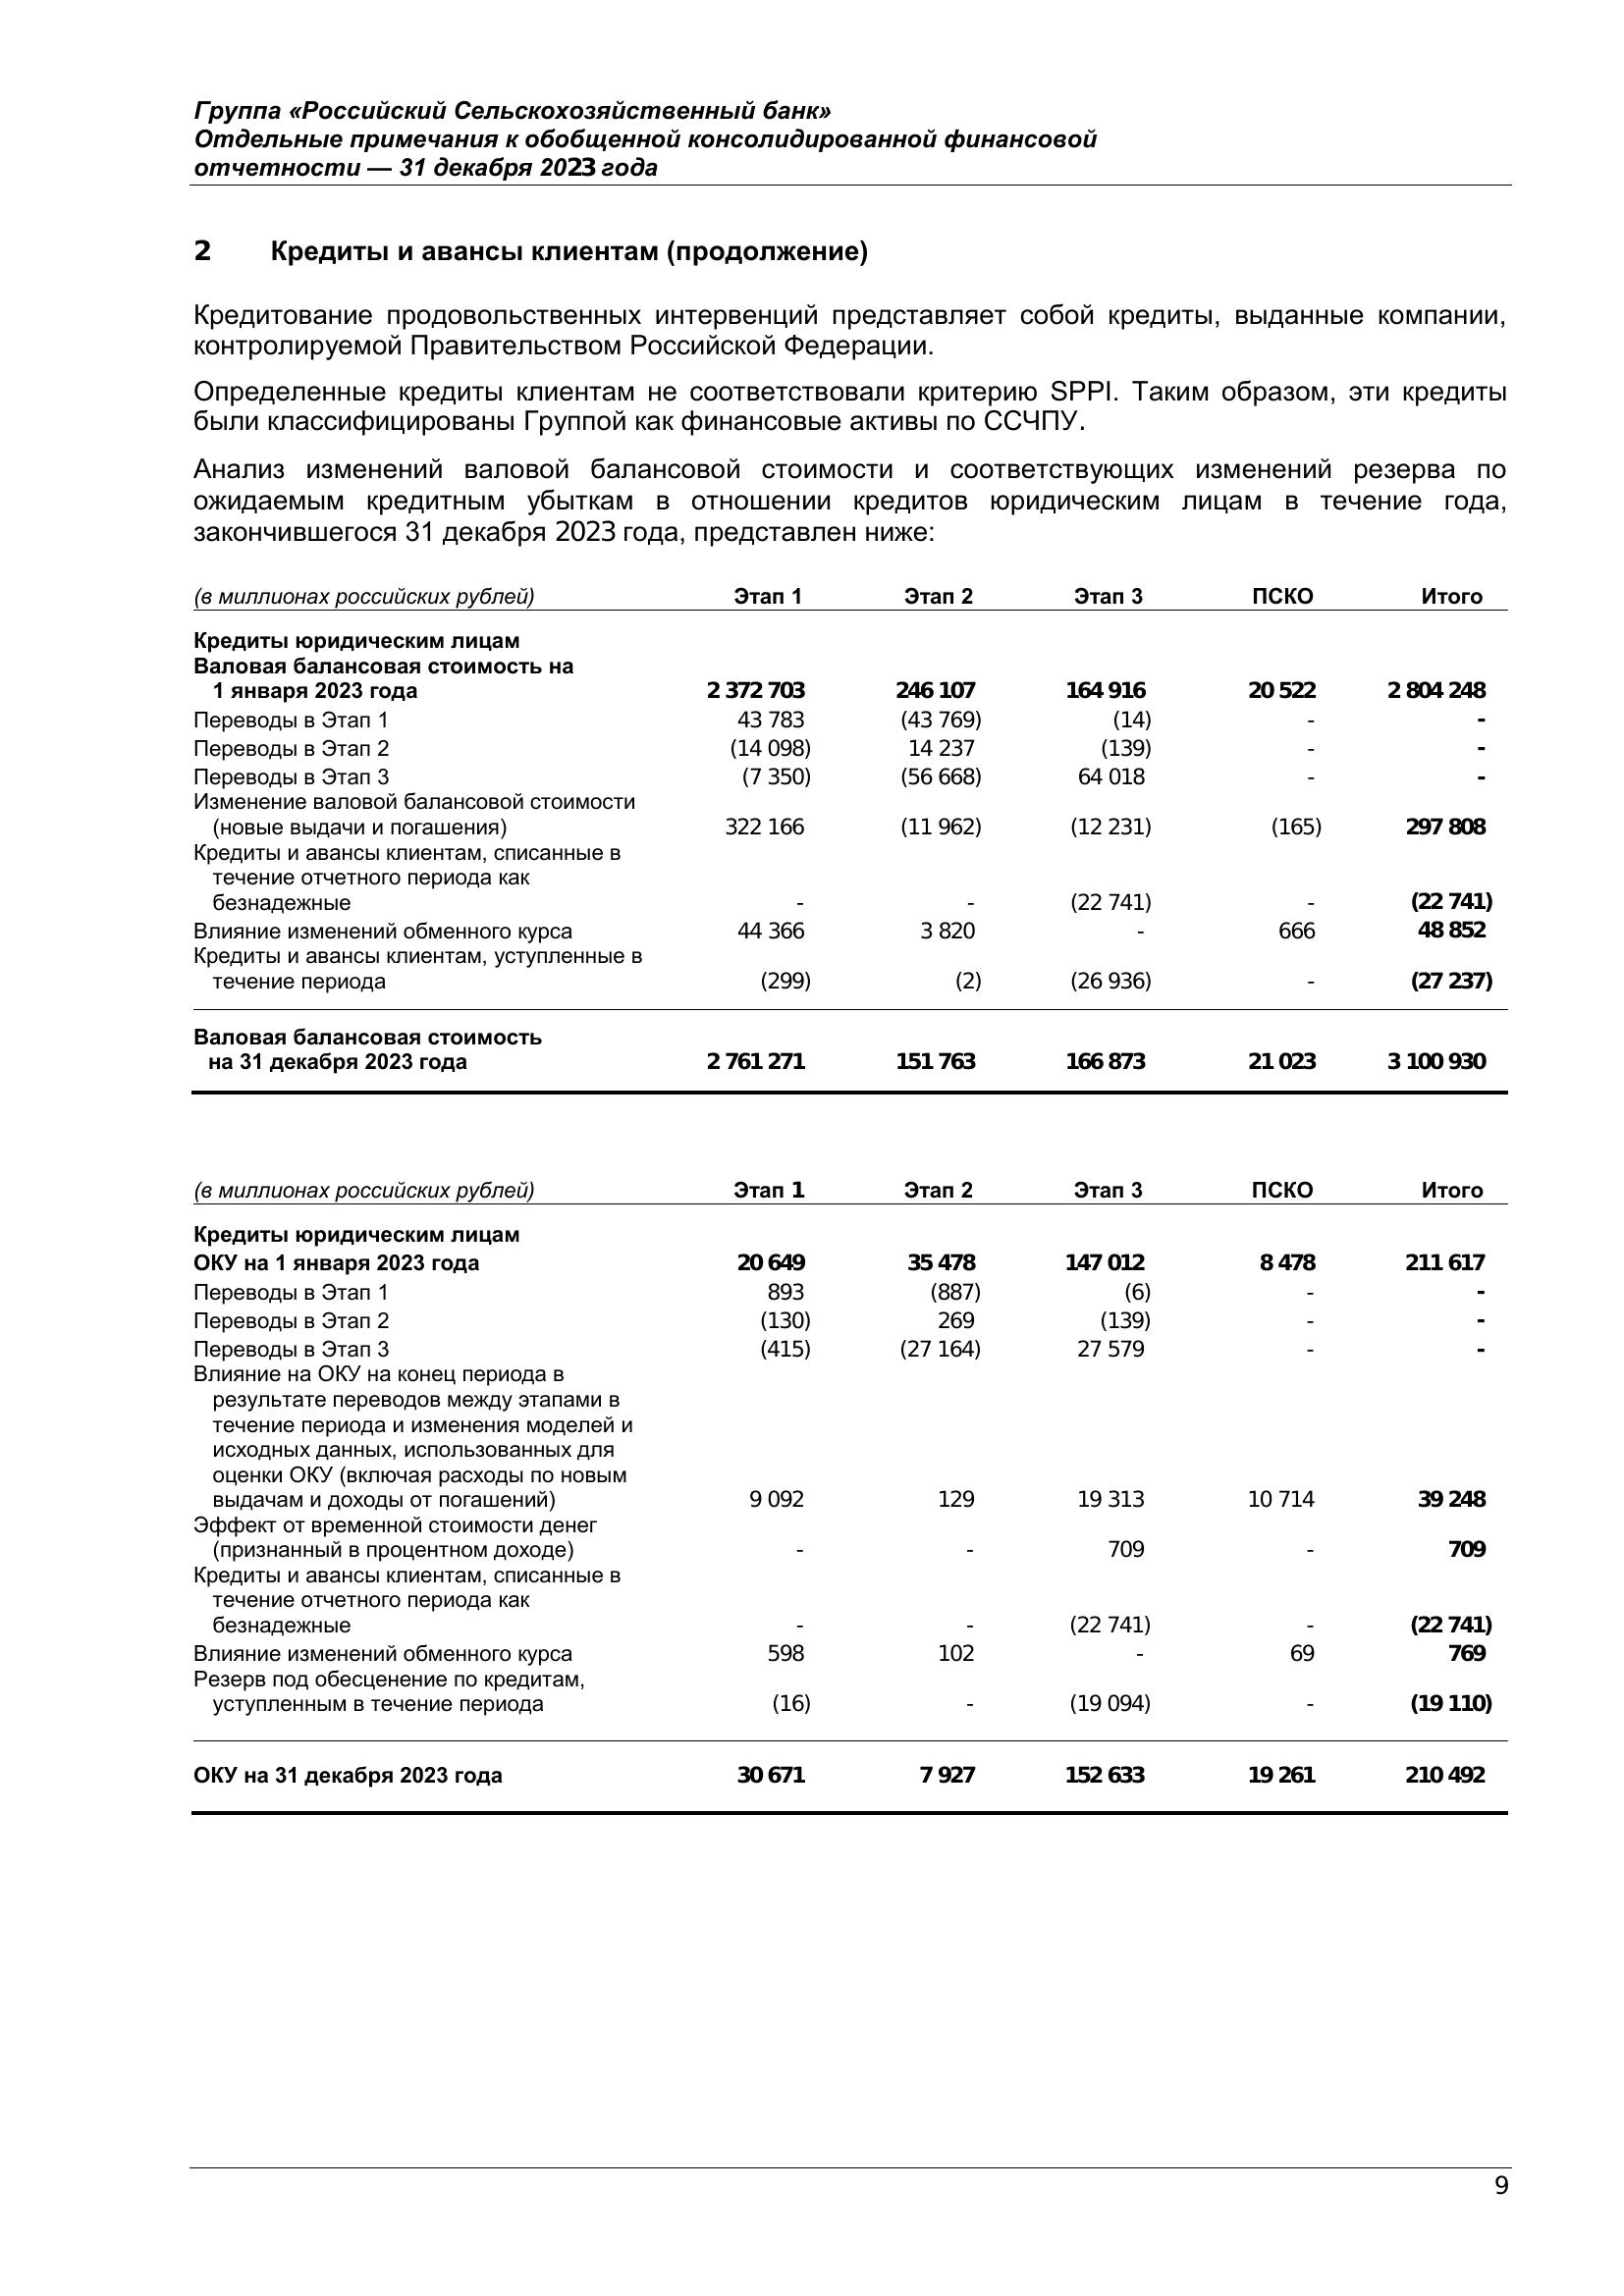 Группа «Российский Сельскохозяйственный банк»
Отдельные примечания к обобщенной консолидированной финансовой
отчетности — 31 декабря 2023 года
2 Кредиты и авансы клиентам (продолжение)
Кредитование продовольственных интервенций представляет собой кредиты, выданные компании,
контролируемой Правительством Российской Федерации.
Определенные кредиты клиентам не соответствовали критерию SPPI. Таким образом, эти кредиты
были классифицированы Группой как финансовые активы по ССЧПУ.
Анализ изменений валовой балансовой стоимости и соответствующих изменений резерва по
ожидаемым кредитным убыткам в отношении кредитов юридическим лицам в течение года,
закончившегося 31 декабря 2023 года, представлен ниже:
(в миллионах российских рублей) Этап 1 Этап 2 Этап 3 ПСКО Итого
Кредиты юридическим лицам
Валовая балансовая стоимость на
1 января 2023 года 2 372 703 246 107 164 916 20 522 2 804 248
Переводы в Этап 1 43 783 (43 769) (14) - -
Переводы в Этап 2 (14 098) 14 237 (139) - -
Переводы в Этап 3 (7 350) (56 668) 64 018 - -
Изменение валовой балансовой стоимости
(новые выдачи и погашения) 322 166 (11 962) (12 231) (165) 297 808
Кредиты и авансы клиентам, списанные в
течение отчетного периода как
безнадежные - - (22 741) - (22 741)
Влияние изменений обменного курса 44 366 3 820 - 666 48 852
Кредиты и авансы клиентам, уступленные в
течение периода (299) (2) (26 936) - (27 237)
Валовая балансовая стоимость
на 31 декабря 2023 года 2 761 271 151 763 166 873 21 023 3 100 930
(в миллионах российских рублей) Этап 1 Этап 2 Этап 3 ПСКО Итого
Кредиты юридическим лицам
ОКУ на 1 января 2023 года 20 649 35 478 147 012 8 478 211 617
Переводы в Этап 1 893 (887) (6) - -
Переводы в Этап 2 (130) 269 (139) - -
Переводы в Этап 3 (415) (27 164) 27 579 - -
Влияние на ОКУ на конец периода в
результате переводов между этапами в
течение периода и изменения моделей и
исходных данных, использованных для
оценки ОКУ (включая расходы по новым
выдачам и доходы от погашений) 9 092 129 19 313 10 714 39 248
Эффект от временной стоимости денег
(признанный в процентном доходе) - - 709 - 709
Кредиты и авансы клиентам, списанные в
течение отчетного периода как
безнадежные - - (22 741) - (22 741)
Влияние изменений обменного курса 598 102 - 69 769
Резерв под обесценение по кредитам,
уступленным в течение периода (16) - (19 094) - (19 110)
ОКУ на 31 декабря 2023 года 30 671 7 927 152 633 19 261 210 492
9